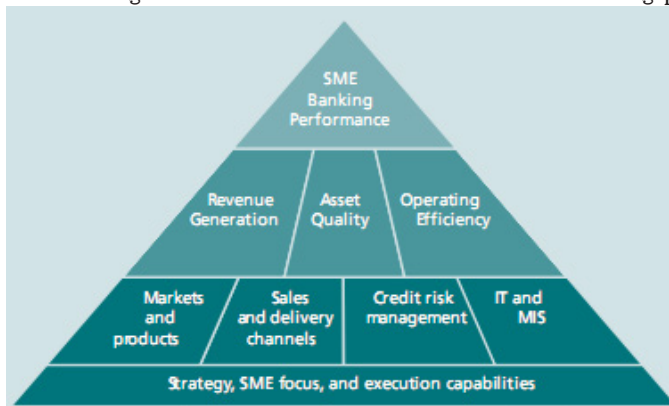 SME
Banking
Performance
Revenue
Generation
Asset
Quality
Operating
Efficiency
Markets
and
products
Sales
and delivery
channels
Credit risk
management
IT and
MIS
Strategy, SME focus, and execution capabilities